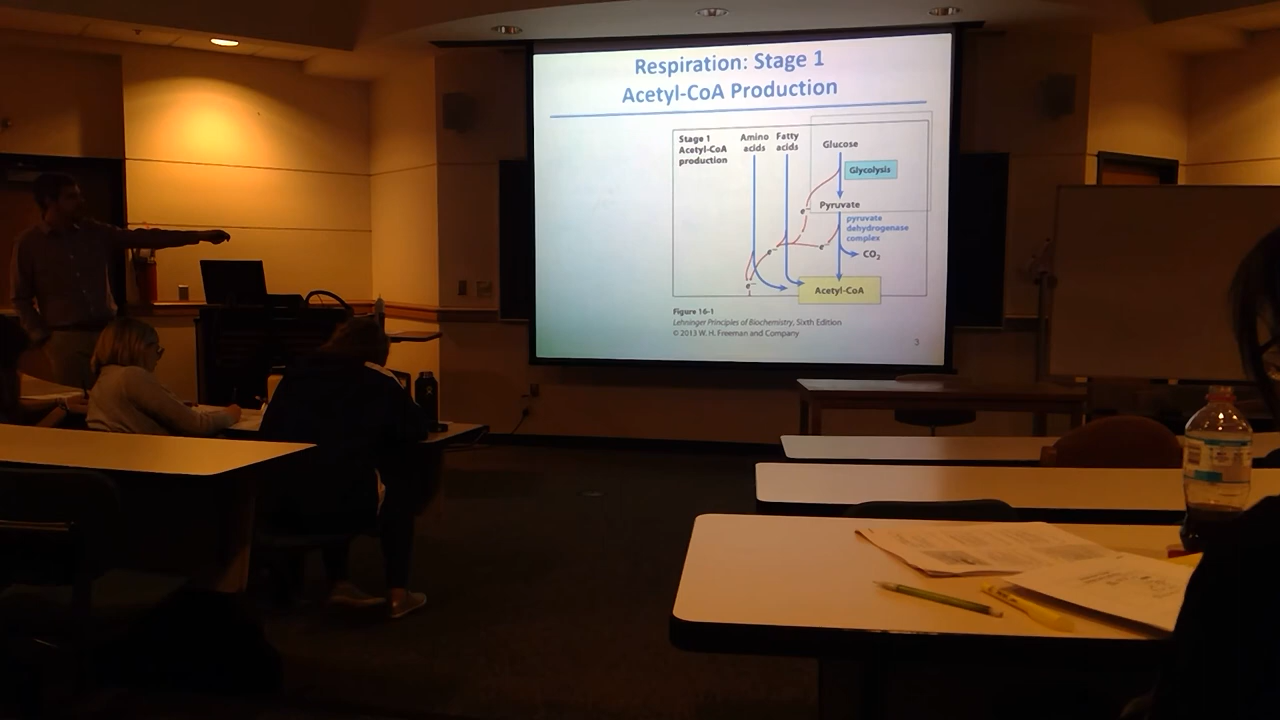 Respiration: Stage 1
Acetyl-CoA Production
Stage 1
Acetyl-CoA
production
Amino
acids
Fatty
acids
Glucose
Glycolysis
e⁻
Pyruvate
pyruvate
dehydrogenase
complex
e⁻
e⁻
CO₂
e⁻
Acetyl-CoA
Figure 16-1
Lehninger Principles of Biochemistry, Sixth Edition
© 2013 W. H. Freeman and Company
3